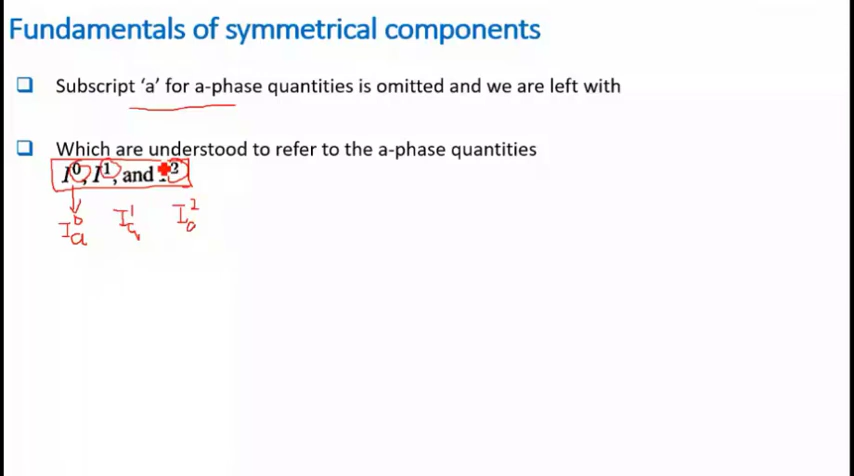 Fundamentals of symmetrical components
Subscript ‘a’ for a-phase quantities is omitted and we are left with
Which are understood to refer to the a-phase quantities
I⁰, I¹, and ²
Iₐ⁰ Iₐ¹ Iₐ²